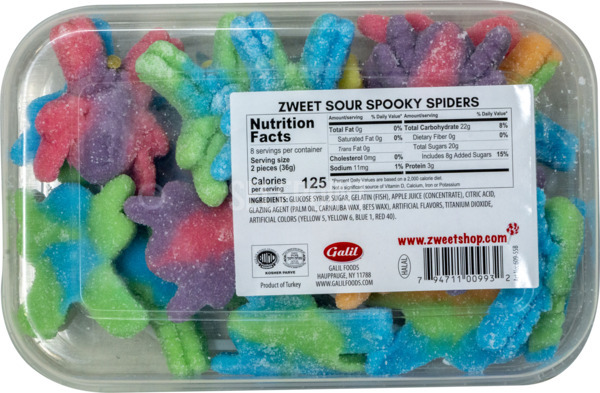 ZWEET SOUR SPOOKY SPIDERS
Nutrition
Facts
8 servings per container
Serving size
2 pieces (36g)
Calories
per serving 125
Amount/serving % Daily Value* Amount/serving % Daily Value*
Total Fat 0g 0% Total Carbohydrate 22g 8%
Saturated Fat 0g 0% Dietary Fiber 0g
Trans Fat 0g Total Sugars 20g
Cholesterol 0mg 0% Includes 8g Added Sugars 15%
Sodium 11mg 1% Protein 3g
*Percent Daily Values are based on a 2,000 calorie diet.
Not a significant source of Vitamin D, Calcium, Iron or Potassium
INGREDIENTS: GLUCOSE SYRUP, SUGAR, GELATIN (FISH), APPLE JUICE (CONCENTRATE), CITRIC ACID,
GLAZING AGENT (PALM OIL, CARNAUBA WAX, BEES WAX), ARTIFICIAL FLAVORS, TITANIUM DIOXIDE,
ARTIFICIAL COLORS (YELLOW 5, YELLOW 6, BLUE 1, RED 40).
KOSHER PARVE
Product of Turkey
Galil
GALIL FOODS
HAUPPAUGE, NY 11788
WWW.GALILFOODS.COM
www.zweetshop.com
HALAL
7 94711 00993 2